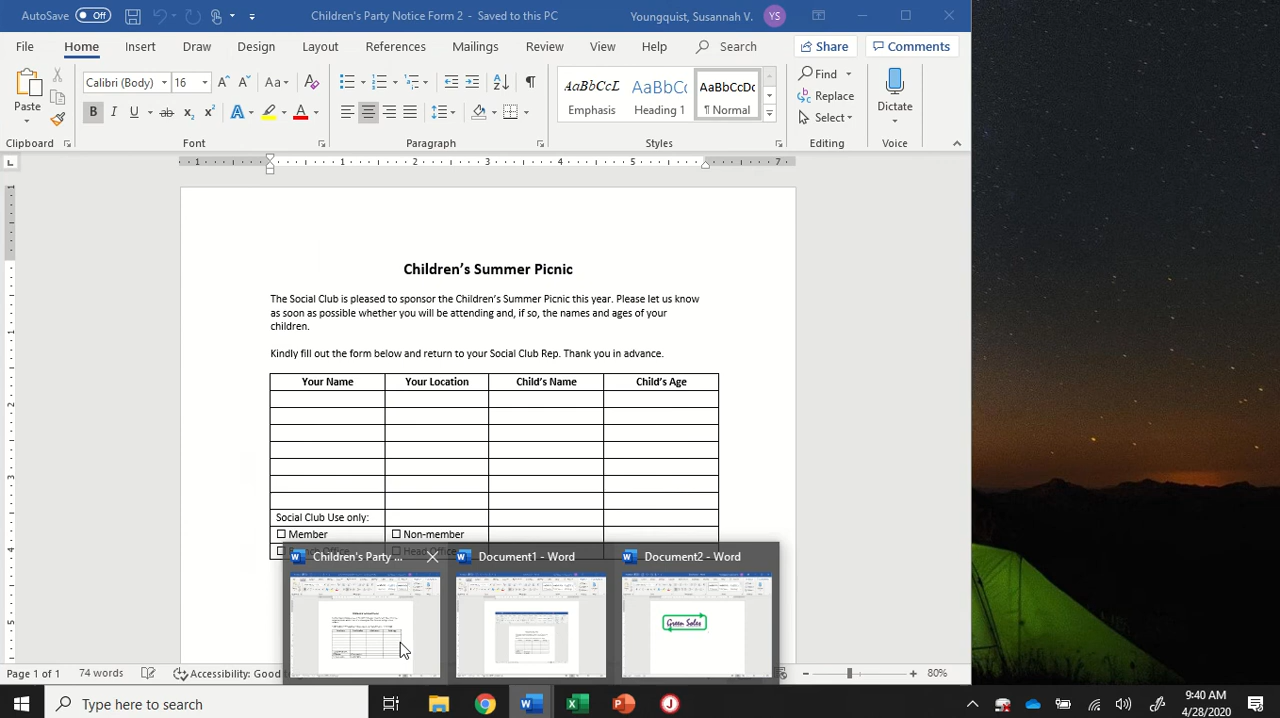 AutoSave Off Children's Party Notice Form 2 - Saved to this PC Youngquist, Susannah V. YS
File Home Insert Draw Design Layout References Mailings Review View Help Search Share Comments
Paste
Calibri (Body) 16 Aa
Emphasis Heading 1 ¶ Normal
Find
Replace
Select
Dictate
Clipboard Font Paragraph Styles Editing Voice
Children's Summer Picnic
The Social Club is pleased to sponsor the Children's Summer Picnic this year. Please let us know
as soon as possible whether you will be attending and, if so, the names and ages of your
children.
Kindly fill out the form below and return to your Social Club Rep. Thank you in advance.
Your Name Your Location Child's Name Child's Age
Social Club Use only:
☐ Member ☐ Non-member
☐ Branch Office ☐ Head Office
Children's Party ... Document1 - Word Document2 - Word
Green Sales
Page 1 of 1 74 words Accessibility: Good 80%
Type here to search
9:40 AM
4/28/2020